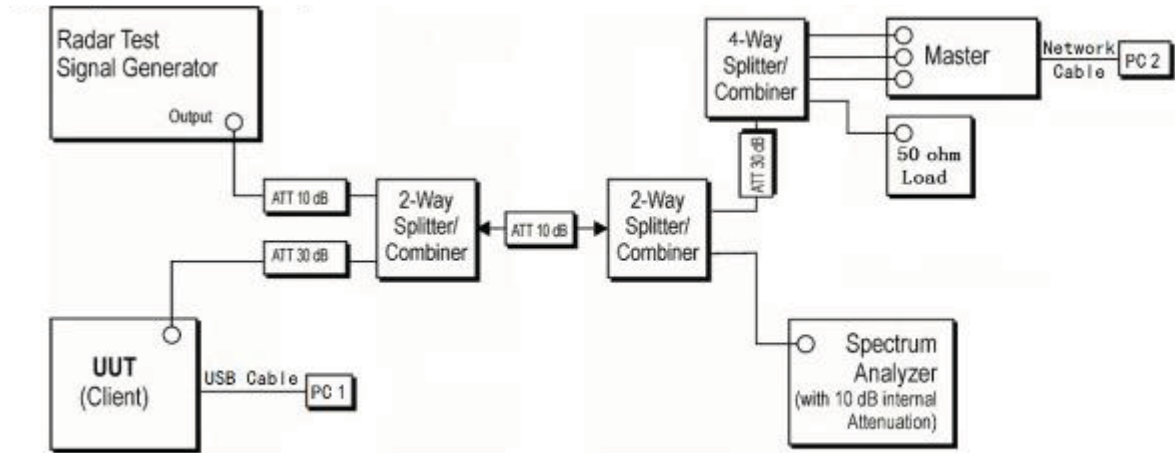 Radar Test
Signal Generator
Output
ATT 10 dB
2-Way
Splitter/
Combiner
ATT 30 dB
UUT
(Client)
USB Cable
PC 1
ATT 10 dB
2-Way
Splitter/
Combiner
4-Way
Splitter/
Combiner
ATT 30 dB
Master
Network
Cable
PC 2
50 ohm
Load
Spectrum
Analyzer
(with 10 dB internal
Attenuation)